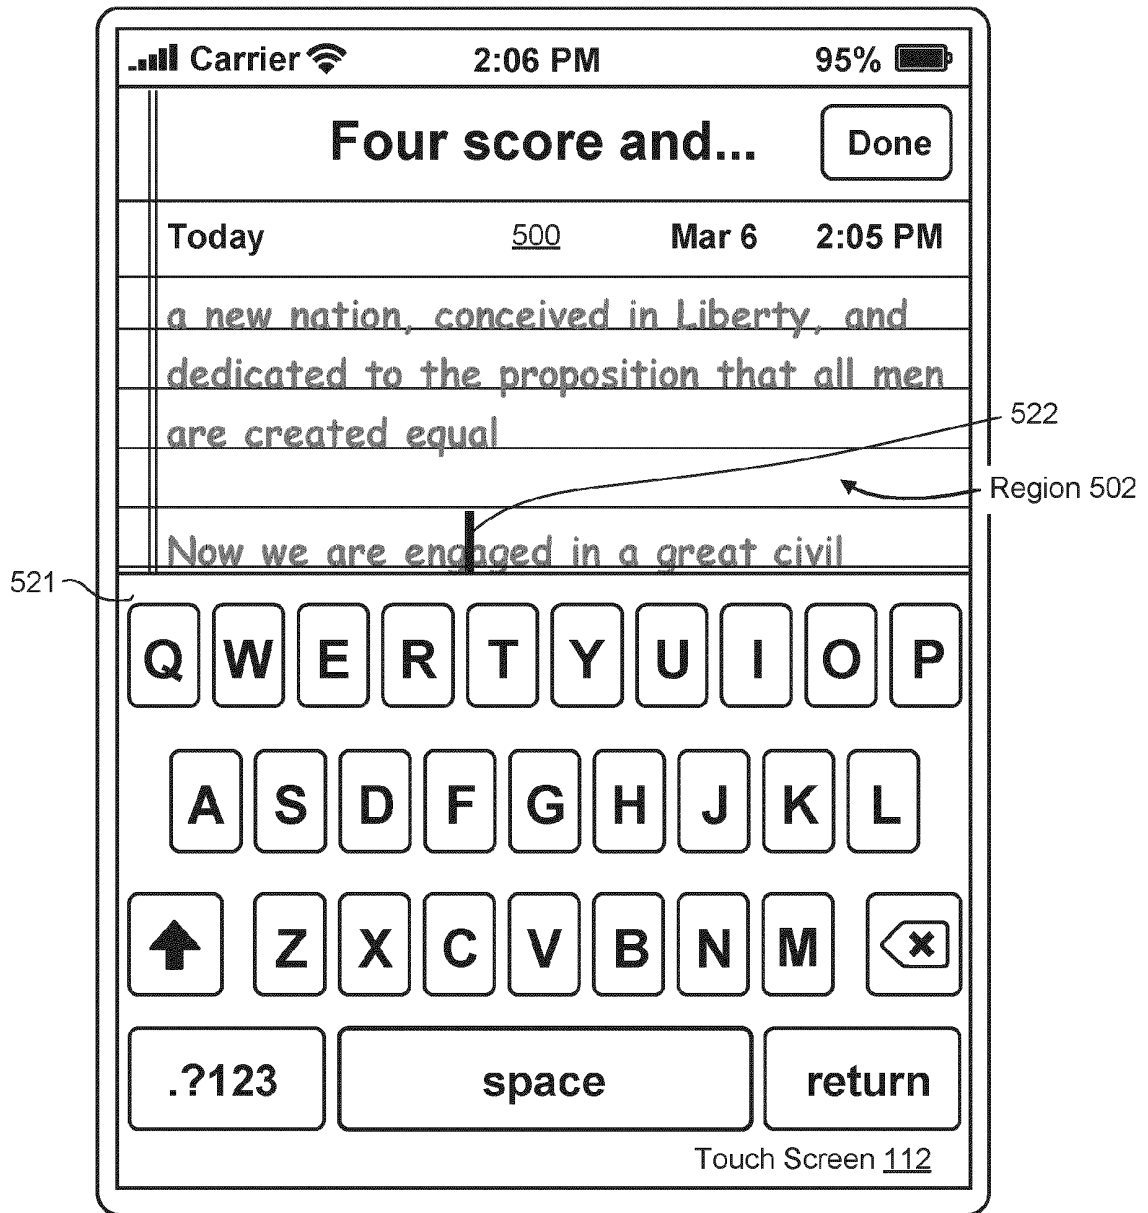 Carrier 2:06 PM 95%
Four score and... Done
Today 500 Mar 6 2:05 PM
a new nation, conceived in Liberty, and
dedicated to the proposition that all men
are created equal
522
Region 502
Now we are engaged in a great civil
521
Q W E R T Y U I O P
A S D F G H J K L
Z X C V B N M
.?123 space return
Touch Screen 112